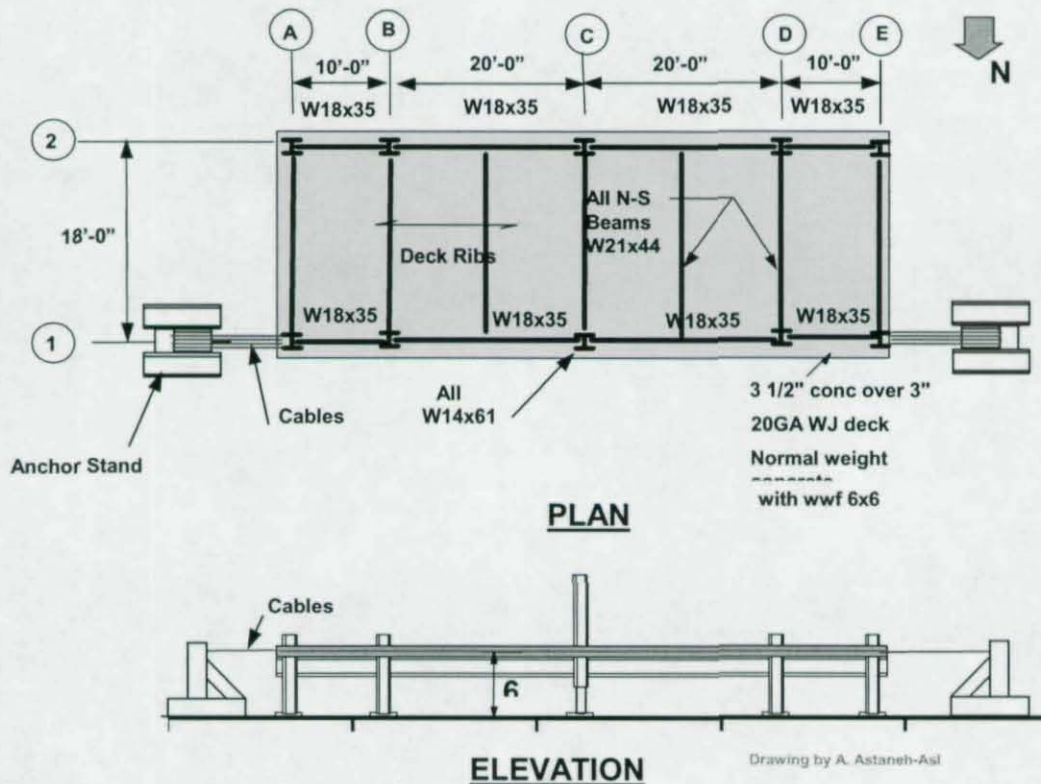 A
B
C
D
E
10’-0”
20’-0”
20’-0”
10’-0”
N
W18x35
W18x35
W18x35
W18x35
2
18’-0”
All N-S
Beams
W21x44
Deck Ribs
W18x35
W18x35
W18x35
W18x35
1
All
W14x61
Cables
Anchor Stand
3 1/2" conc over 3"
20GA WJ deck
Normal weight
with wwf 6x6
PLAN
Cables
ELEVATION
Drawing by A. Astaneh-Asl